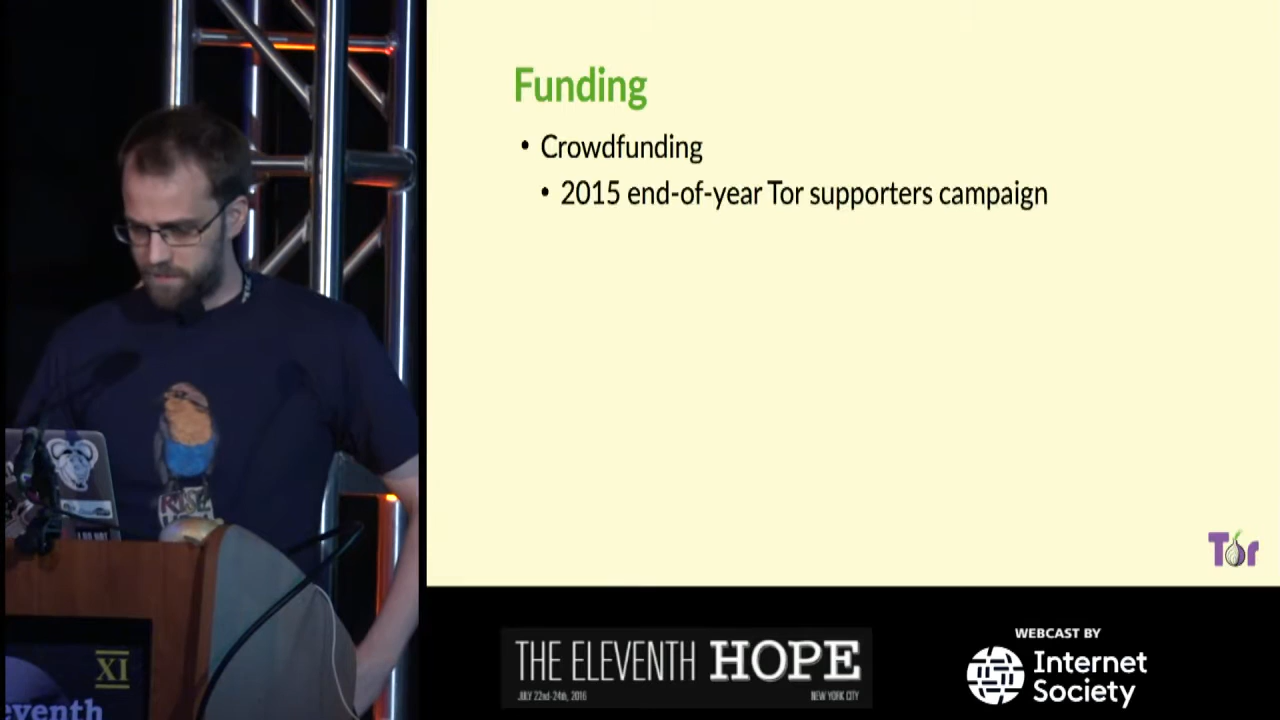 Funding
• Crowdfunding
• 2015 end-of-year Tor supporters campaign
Tor
THE ELEVENTH HOPE
JULY 22nd-24th, 2016 NEW YORK CITY
WEBCAST BY
Internet
Society
XI
eventh
RISE